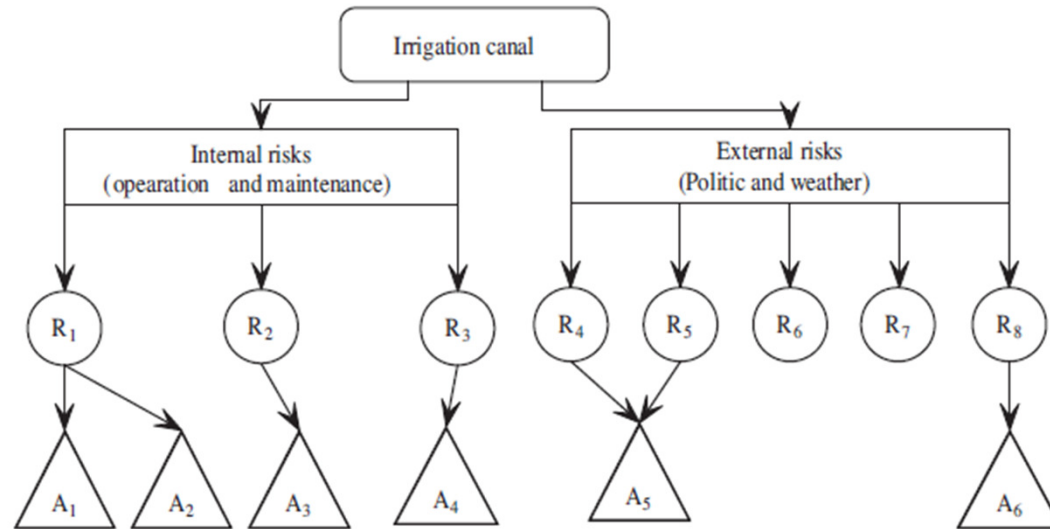 Irrigation canal
Internal risks
(opearation and maintenance)
External risks
(Politic and weather)
R₁
R₂
R₃
R₄
R₅
R₆
R₇
R₈
A₁
A₂
A₃
A₄
A₅
A₆